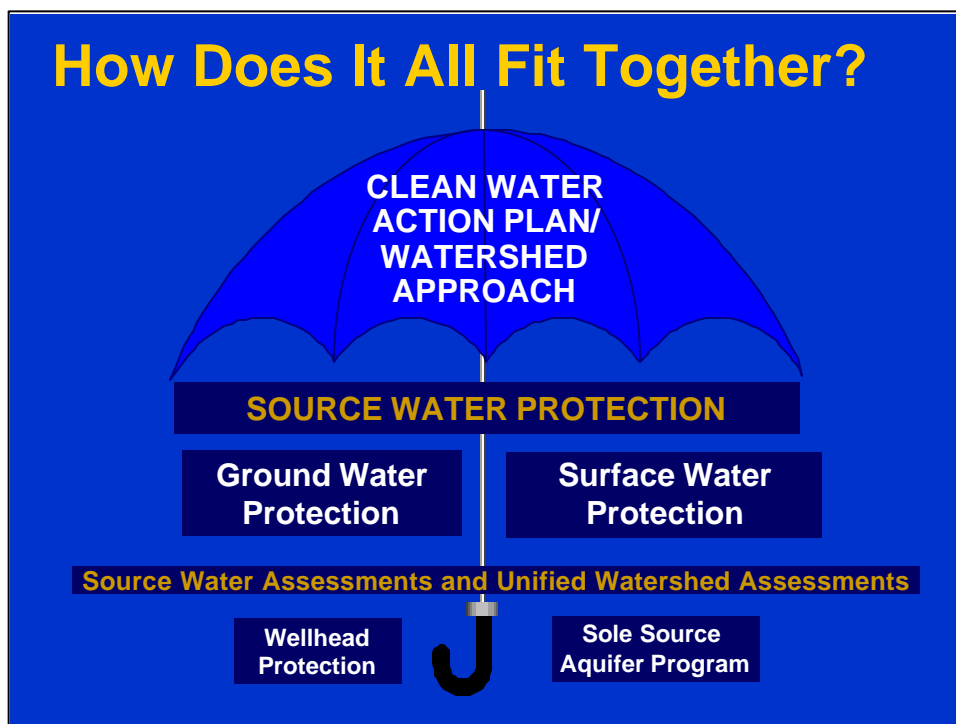 How Does It All Fit Together?
CLEAN WATER
ACTION PLAN/
WATERSHED
APPROACH
SOURCE WATER PROTECTION
Ground Water
Protection
Surface Water
Protection
Source Water Assessments and Unified Watershed Assessments
Wellhead
Protection
Sole Source
Aquifer Program